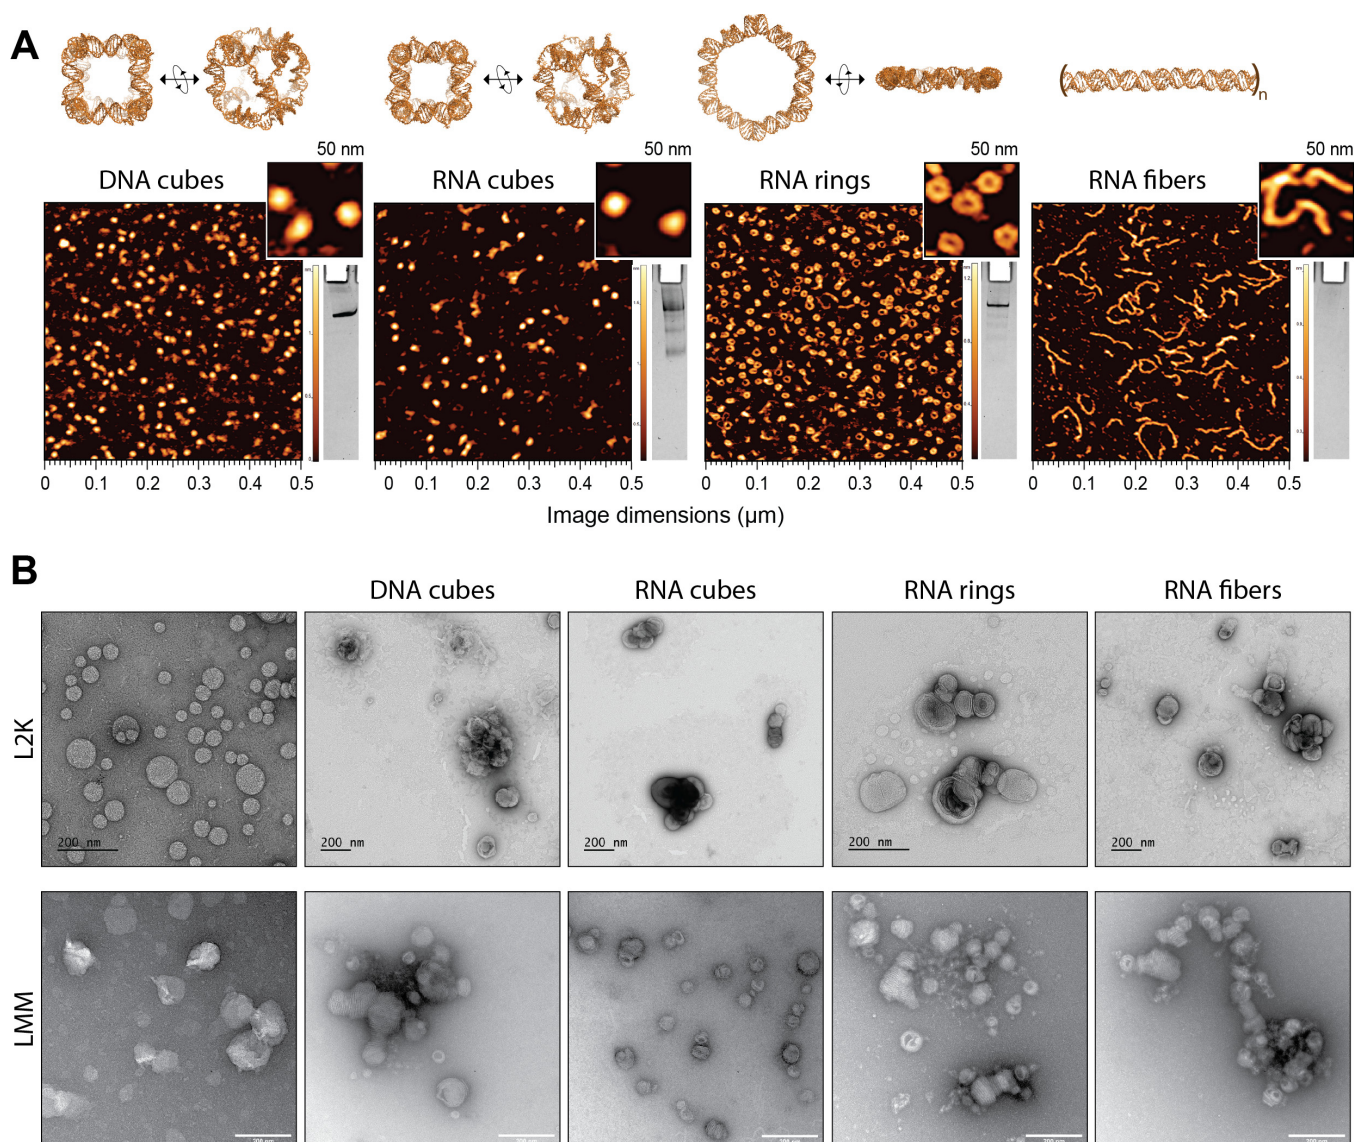 A
n
50 nm
50 nm
50 nm
50 nm
DNA cubes
RNA cubes
RNA rings
RNA fibers
0 0.1 0.2 0.3 0.4 0.5
0 0.1 0.2 0.3 0.4 0.5
0 0.1 0.2 0.3 0.4 0.5
0 0.1 0.2 0.3 0.4 0.5
Image dimensions (µm)
B
DNA cubes
RNA cubes
RNA rings
RNA fibers
L2K
200 nm
200 nm
200 nm
200 nm
200 nm
LMM